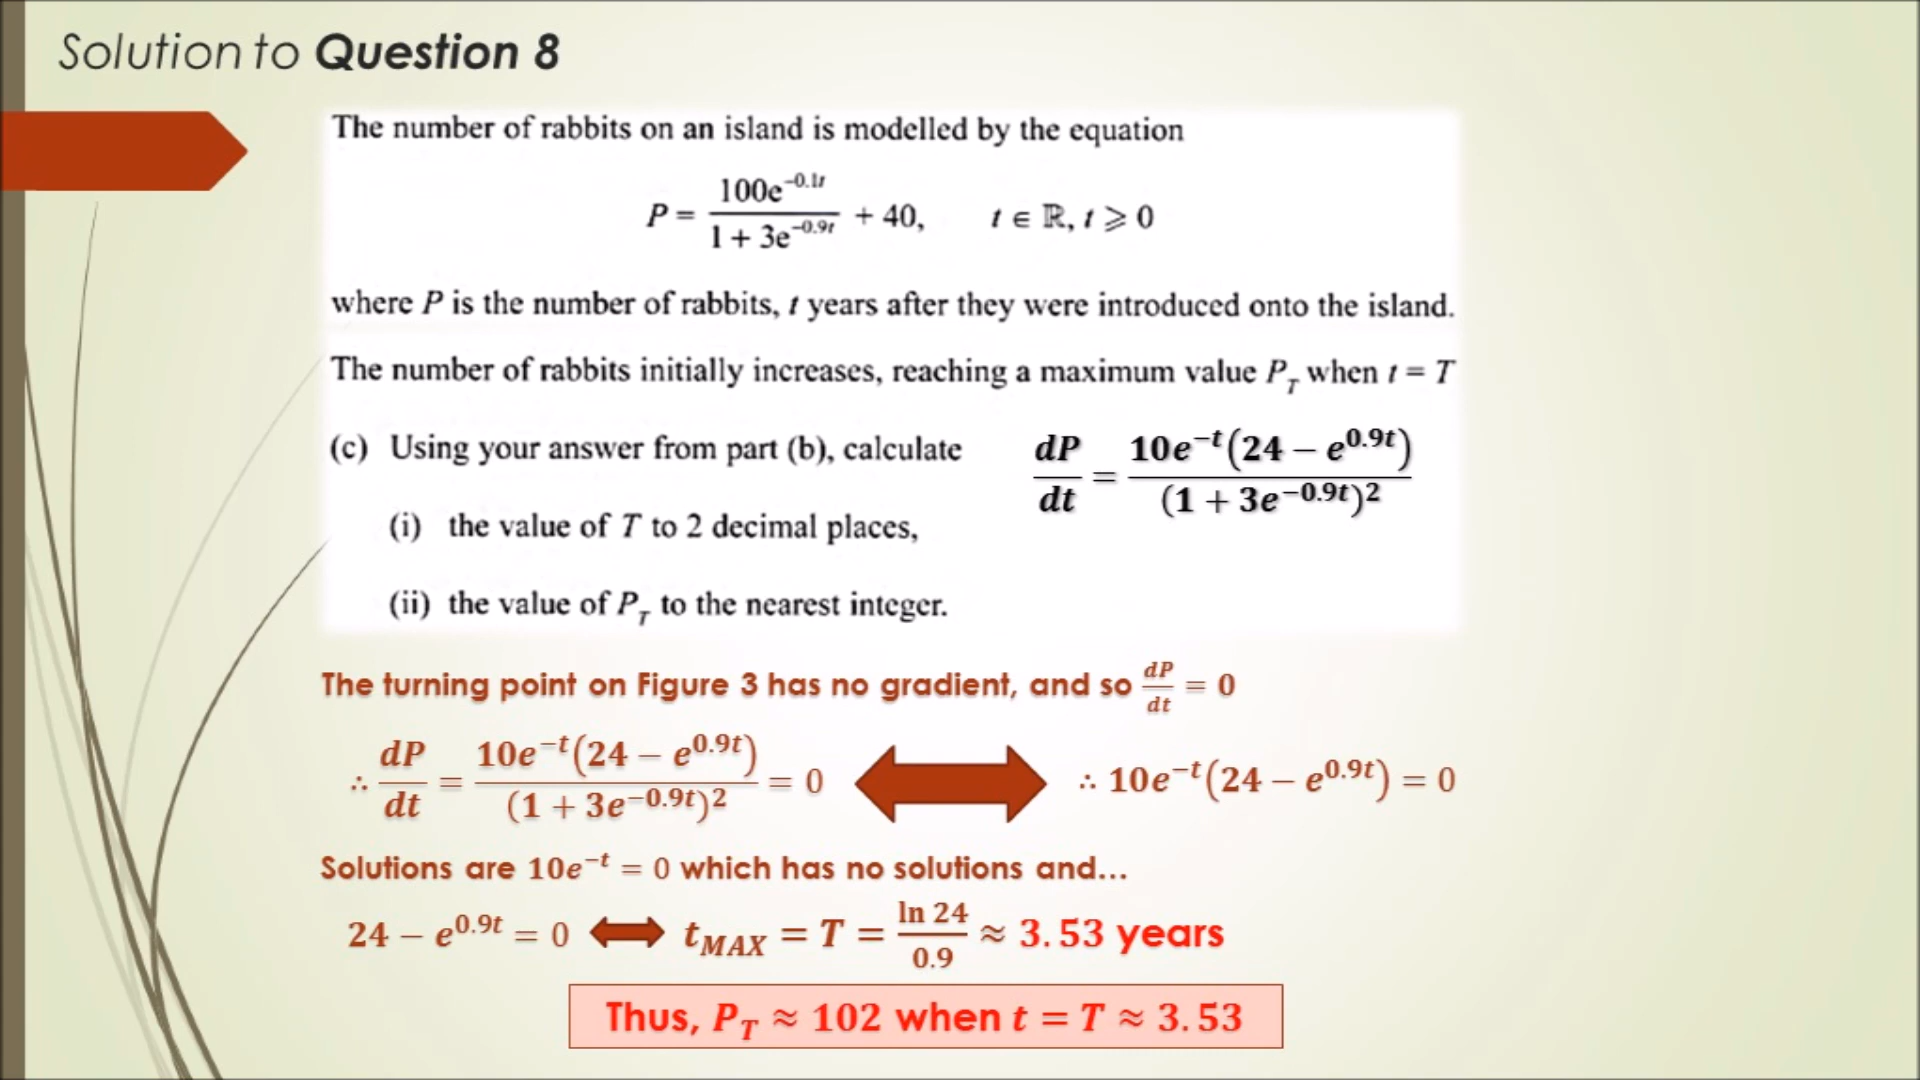 Solution to Question 8
The number of rabbits on an island is modelled by the equation
P = 100e^{-0.1t} / (1 + 3e^{-0.9t}) + 40, t ∈ ℝ, t ⩾ 0
where P is the number of rabbits, t years after they were introduced onto the island.
The number of rabbits initially increases, reaching a maximum value P_T when t = T
(c) Using your answer from part (b), calculate
dP/dt = 10e^{-t}(24 − e^{0.9t}) / (1 + 3e^{-0.9t})^2
(i) the value of T to 2 decimal places,
(ii) the value of P_T to the nearest integer.
The turning point on Figure 3 has no gradient, and so dP/dt = 0
∴ dP/dt = 10e^{-t}(24 − e^{0.9t}) / (1 + 3e^{-0.9t})^2 = 0 ∴ 10e^{-t}(24 − e^{0.9t}) = 0
Solutions are 10e^{-t} = 0 which has no solutions and...
24 − e^{0.9t} = 0 t_{MAX} = T = ln 24 / 0.9 ≈ 3.53 years
Thus, P_T ≈ 102 when t = T ≈ 3.53